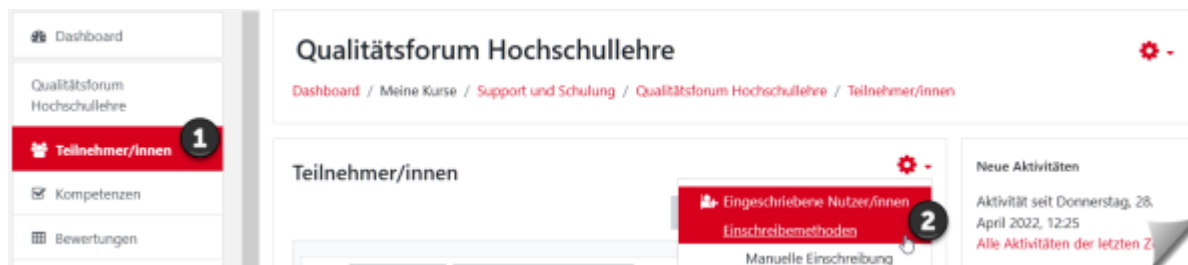 Dashboard
Qualitätsforum
Hochschullehre
Teilnehmer/innen
1
Kompetenzen
Bewertungen
Qualitätsforum Hochschullehre
Dashboard / Meine Kurse / Support und Schulung / Qualitätsforum Hochschullehre / Teilnehmer/innen
Teilnehmer/innen
Eingeschriebene Nutzer/innen
Einschreibemethoden
2
Manuelle Einschreibung
Neue Aktivitäten
Aktivität seit Donnerstag, 28.
April 2022, 12:25
Alle Aktivitäten der letzten